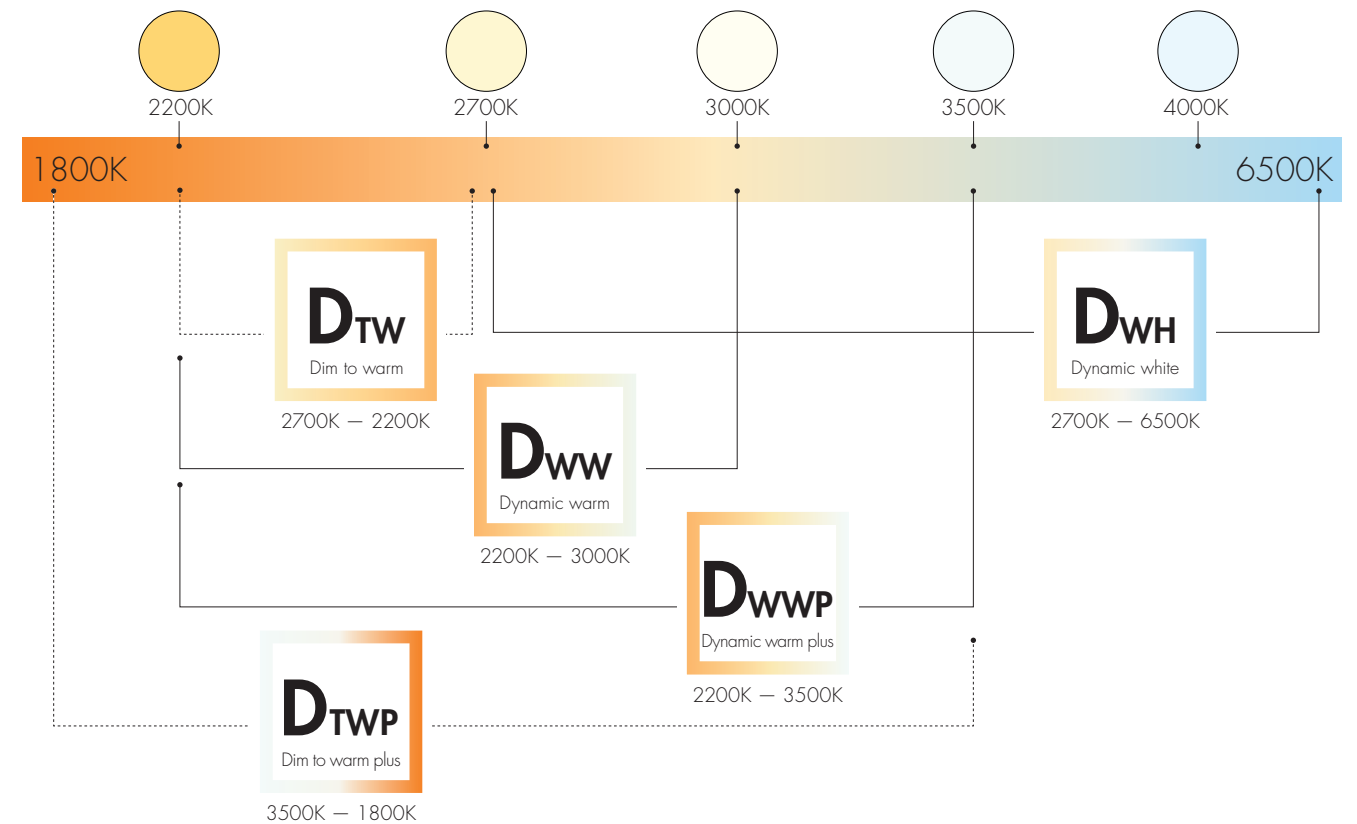 2200K
2700K
3000K
3500K
4000K
1800K
6500K
DTW
Dim to warm
2700K — 2200K
DWH
Dynamic white
2700K — 6500K
DWW
Dynamic warm
2200K — 3000K
DWWP
Dynamic warm plus
2200K — 3500K
DTWP
Dim to warm plus
3500K — 1800K